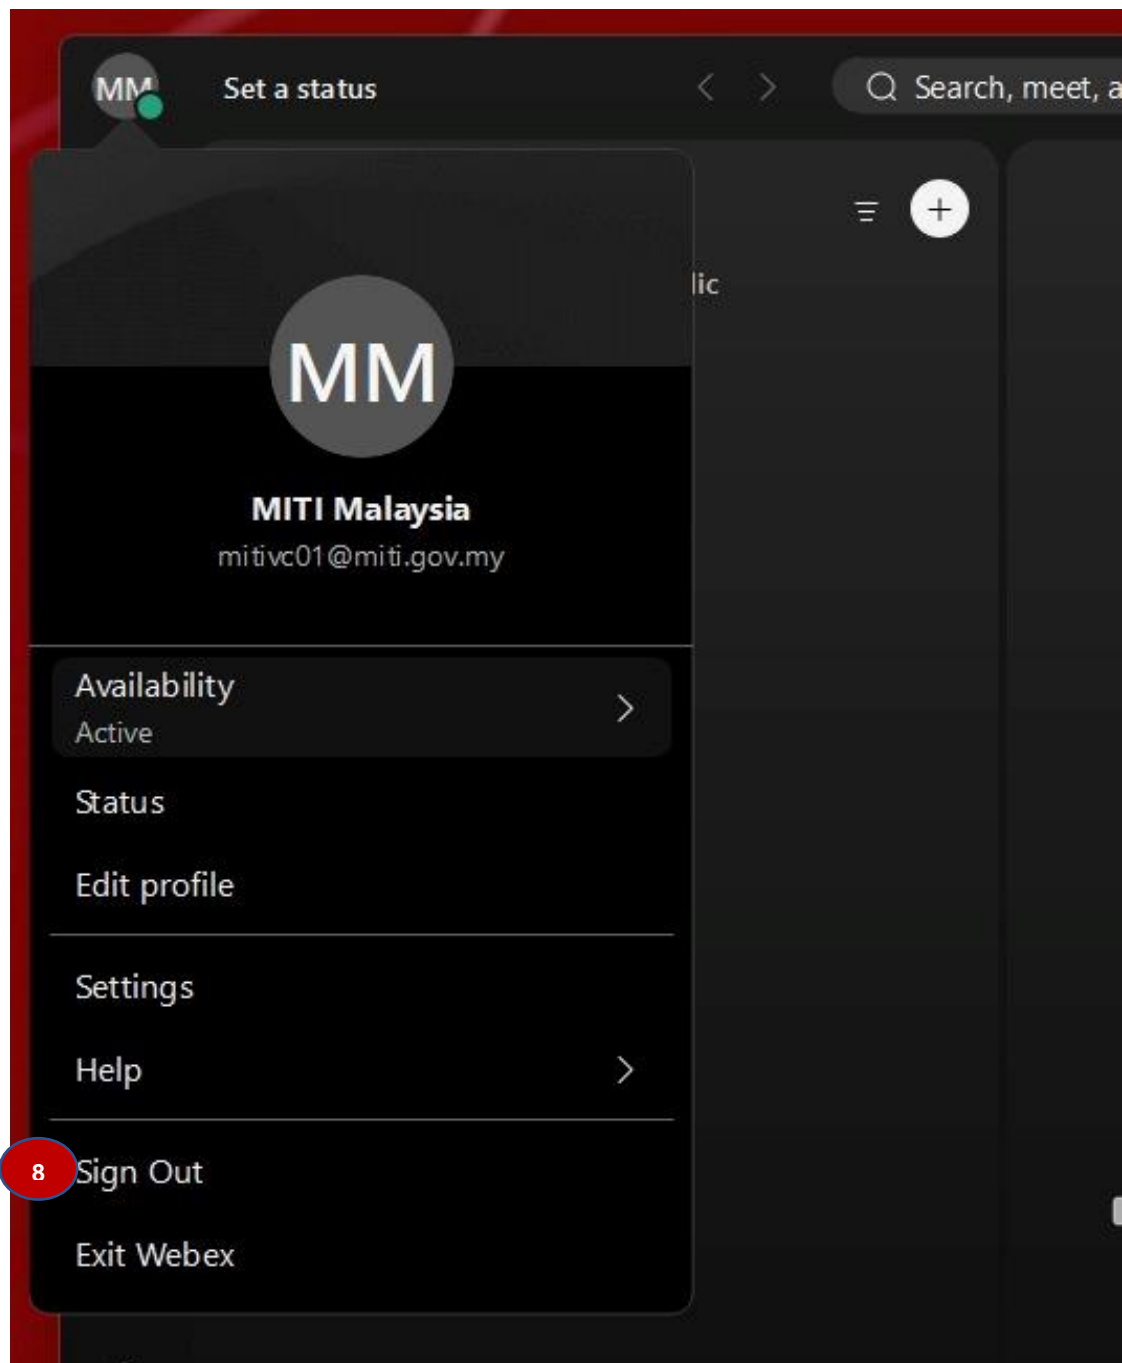 MM
Set a status
Search, meet, a
lic
MM
MITI Malaysia
mitivc01@miti.gov.my
Availability
Active
Status
Edit profile
Settings
Help
8 Sign Out
Exit Webex